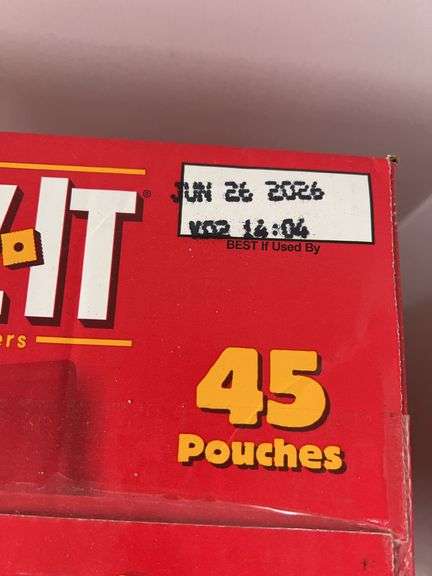 JUN 26 2026
V02 14:04
BEST If Used By
-IT®
ers
45
Pouches